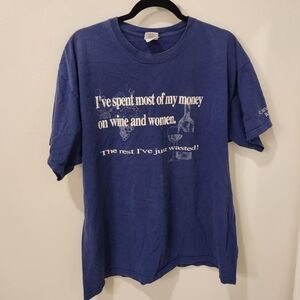 I've spent most of my money
on wine and women.
The rest I've just wasted!